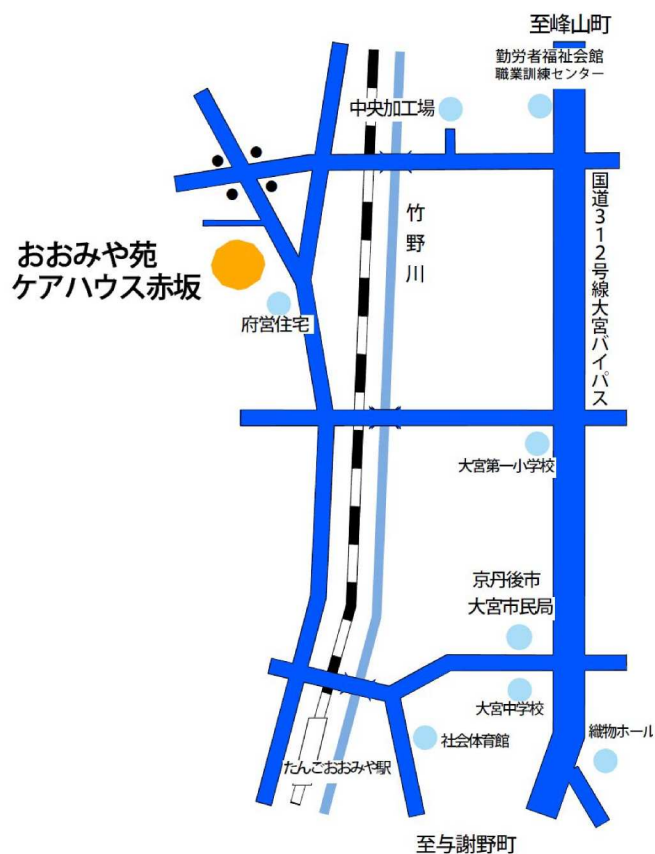 至峰山町
勤労者福祉会館
職業訓練センター
中央加工場
竹野川
国道312号線大宮バイパス
おおみや苑
ケアハウス赤坂
府営住宅
大宮第一小学校
京丹後市
大宮市民局
大宮中学校
織物ホール
社会体育館
たんごおおみや駅
至与謝野町